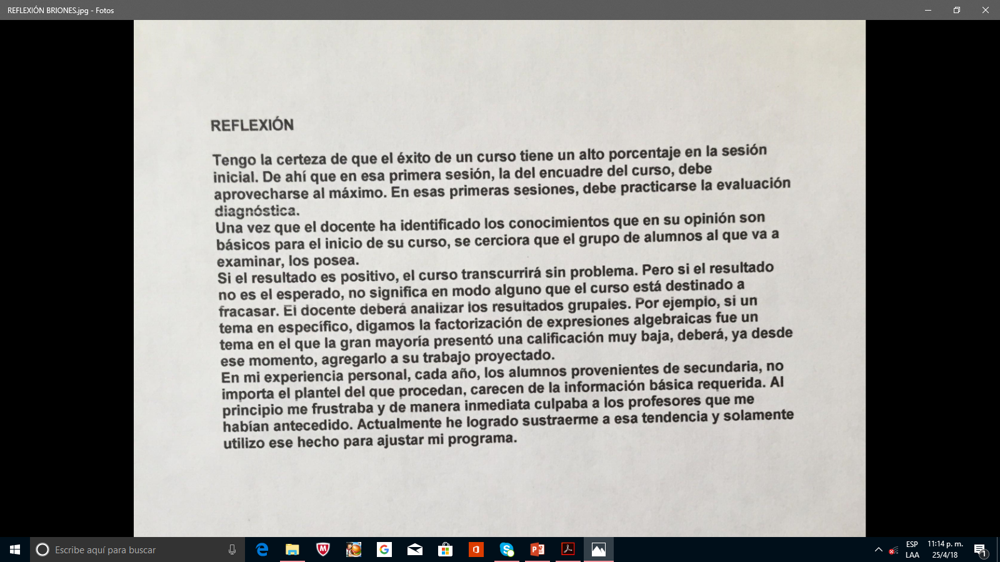 REFLEXIÓN BRIONES.jpg - Fotos
REFLEXIÓN
Tengo la certeza de que el éxito de un curso tiene un alto porcentaje en la sesión
inicial. De ahí que en esa primera sesión, la del encuadre del curso, debe
aprovecharse al máximo. En esas primeras sesiones, debe practicarse la evaluación
diagnóstica.
Una vez que el docente ha identificado los conocimientos que en su opinión son
básicos para el inicio de su curso, se cerciora que el grupo de alumnos al que va a
examinar, los posea.
Si el resultado es positivo, el curso transcurrirá sin problema. Pero si el resultado
no es el esperado, no significa en modo alguno que el curso está destinado a
fracasar. El docente deberá analizar los resultados grupales. Por ejemplo, si un
tema en específico, digamos la factorización de expresiones algebraicas fue un
tema en el que la gran mayoría presentó una calificación muy baja, deberá, ya desde
ese momento, agregarlo a su trabajo proyectado.
En mi experiencia personal, cada año, los alumnos provenientes de secundaria, no
importa el plantel del que procedan, carecen de la información básica requerida. Al
principio me frustraba y de manera inmediata culpaba a los profesores que me
habían antecedido. Actualmente he logrado sustraerme a esa tendencia y solamente
utilizo ese hecho para ajustar mi programa.
Escribe aquí para buscar
ESP 11:14 p. m.
LAA 25/4/18
1